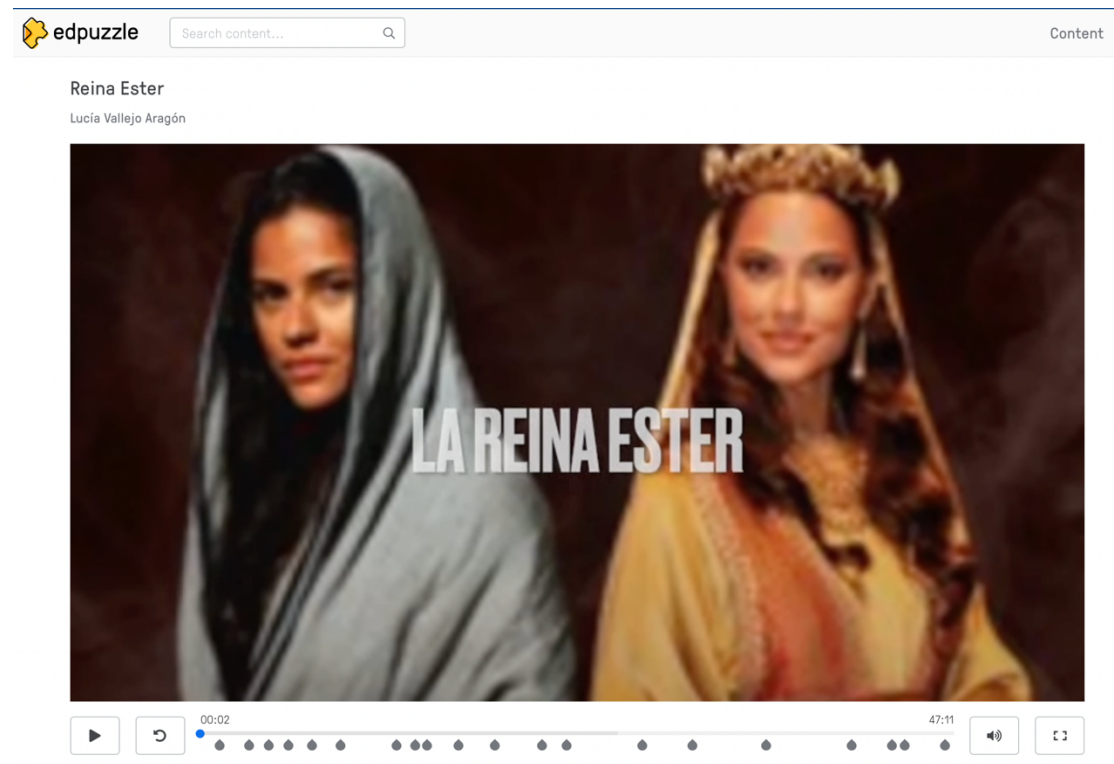 edpuzzle
Search content...
Content
Reina Ester
Lucía Vallejo Aragón
LA REINA ESTER
00:02
47:11